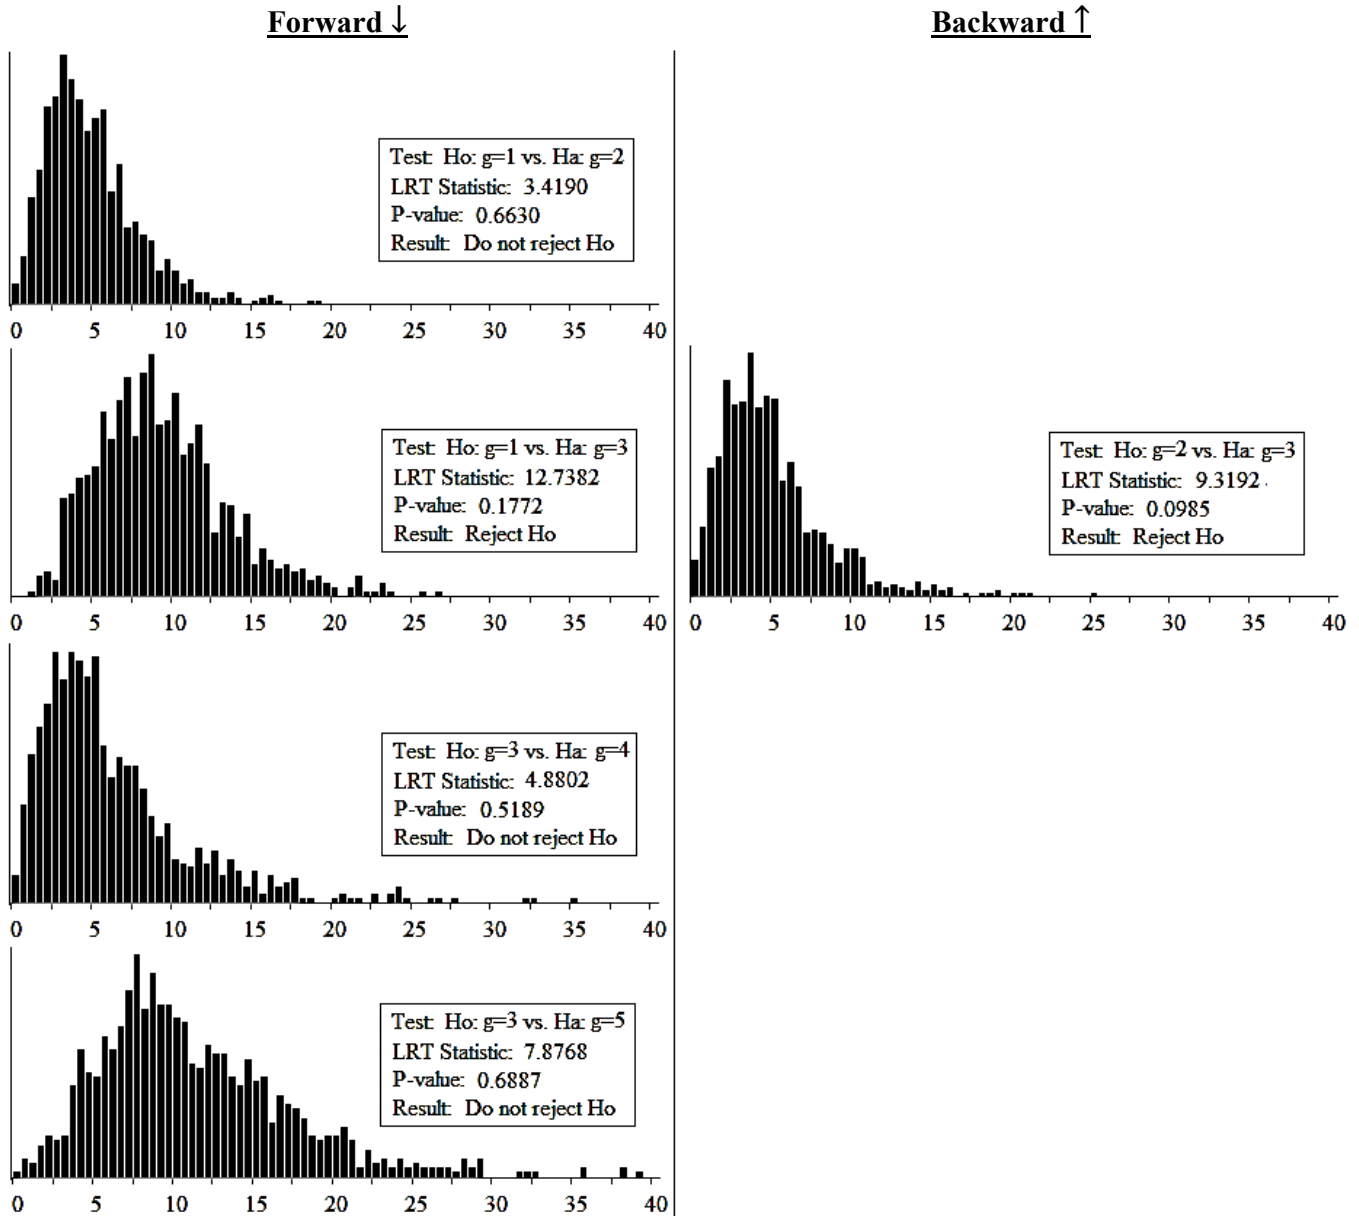 Forward ↓
Backward ↑
Test: Ho: g=1 vs. Ha: g=2
LRT Statistic: 3.4190
P-value: 0.6630
Result: Do not reject Ho
0 5 10 15 20 25 30 35 40
Test: Ho: g=1 vs. Ha: g=3
LRT Statistic: 12.7382
P-value: 0.1772
Result: Reject Ho
0 5 10 15 20 25 30 35 40
Test: Ho: g=2 vs. Ha: g=3
LRT Statistic: 9.3192
P-value: 0.0985
Result: Reject Ho
0 5 10 15 20 25 30 35 40
Test: Ho: g=3 vs. Ha: g=4
LRT Statistic: 4.8802
P-value: 0.5189
Result: Do not reject Ho
0 5 10 15 20 25 30 35 40
Test: Ho: g=3 vs. Ha: g=5
LRT Statistic: 7.8768
P-value: 0.6887
Result: Do not reject Ho
0 5 10 15 20 25 30 35 40